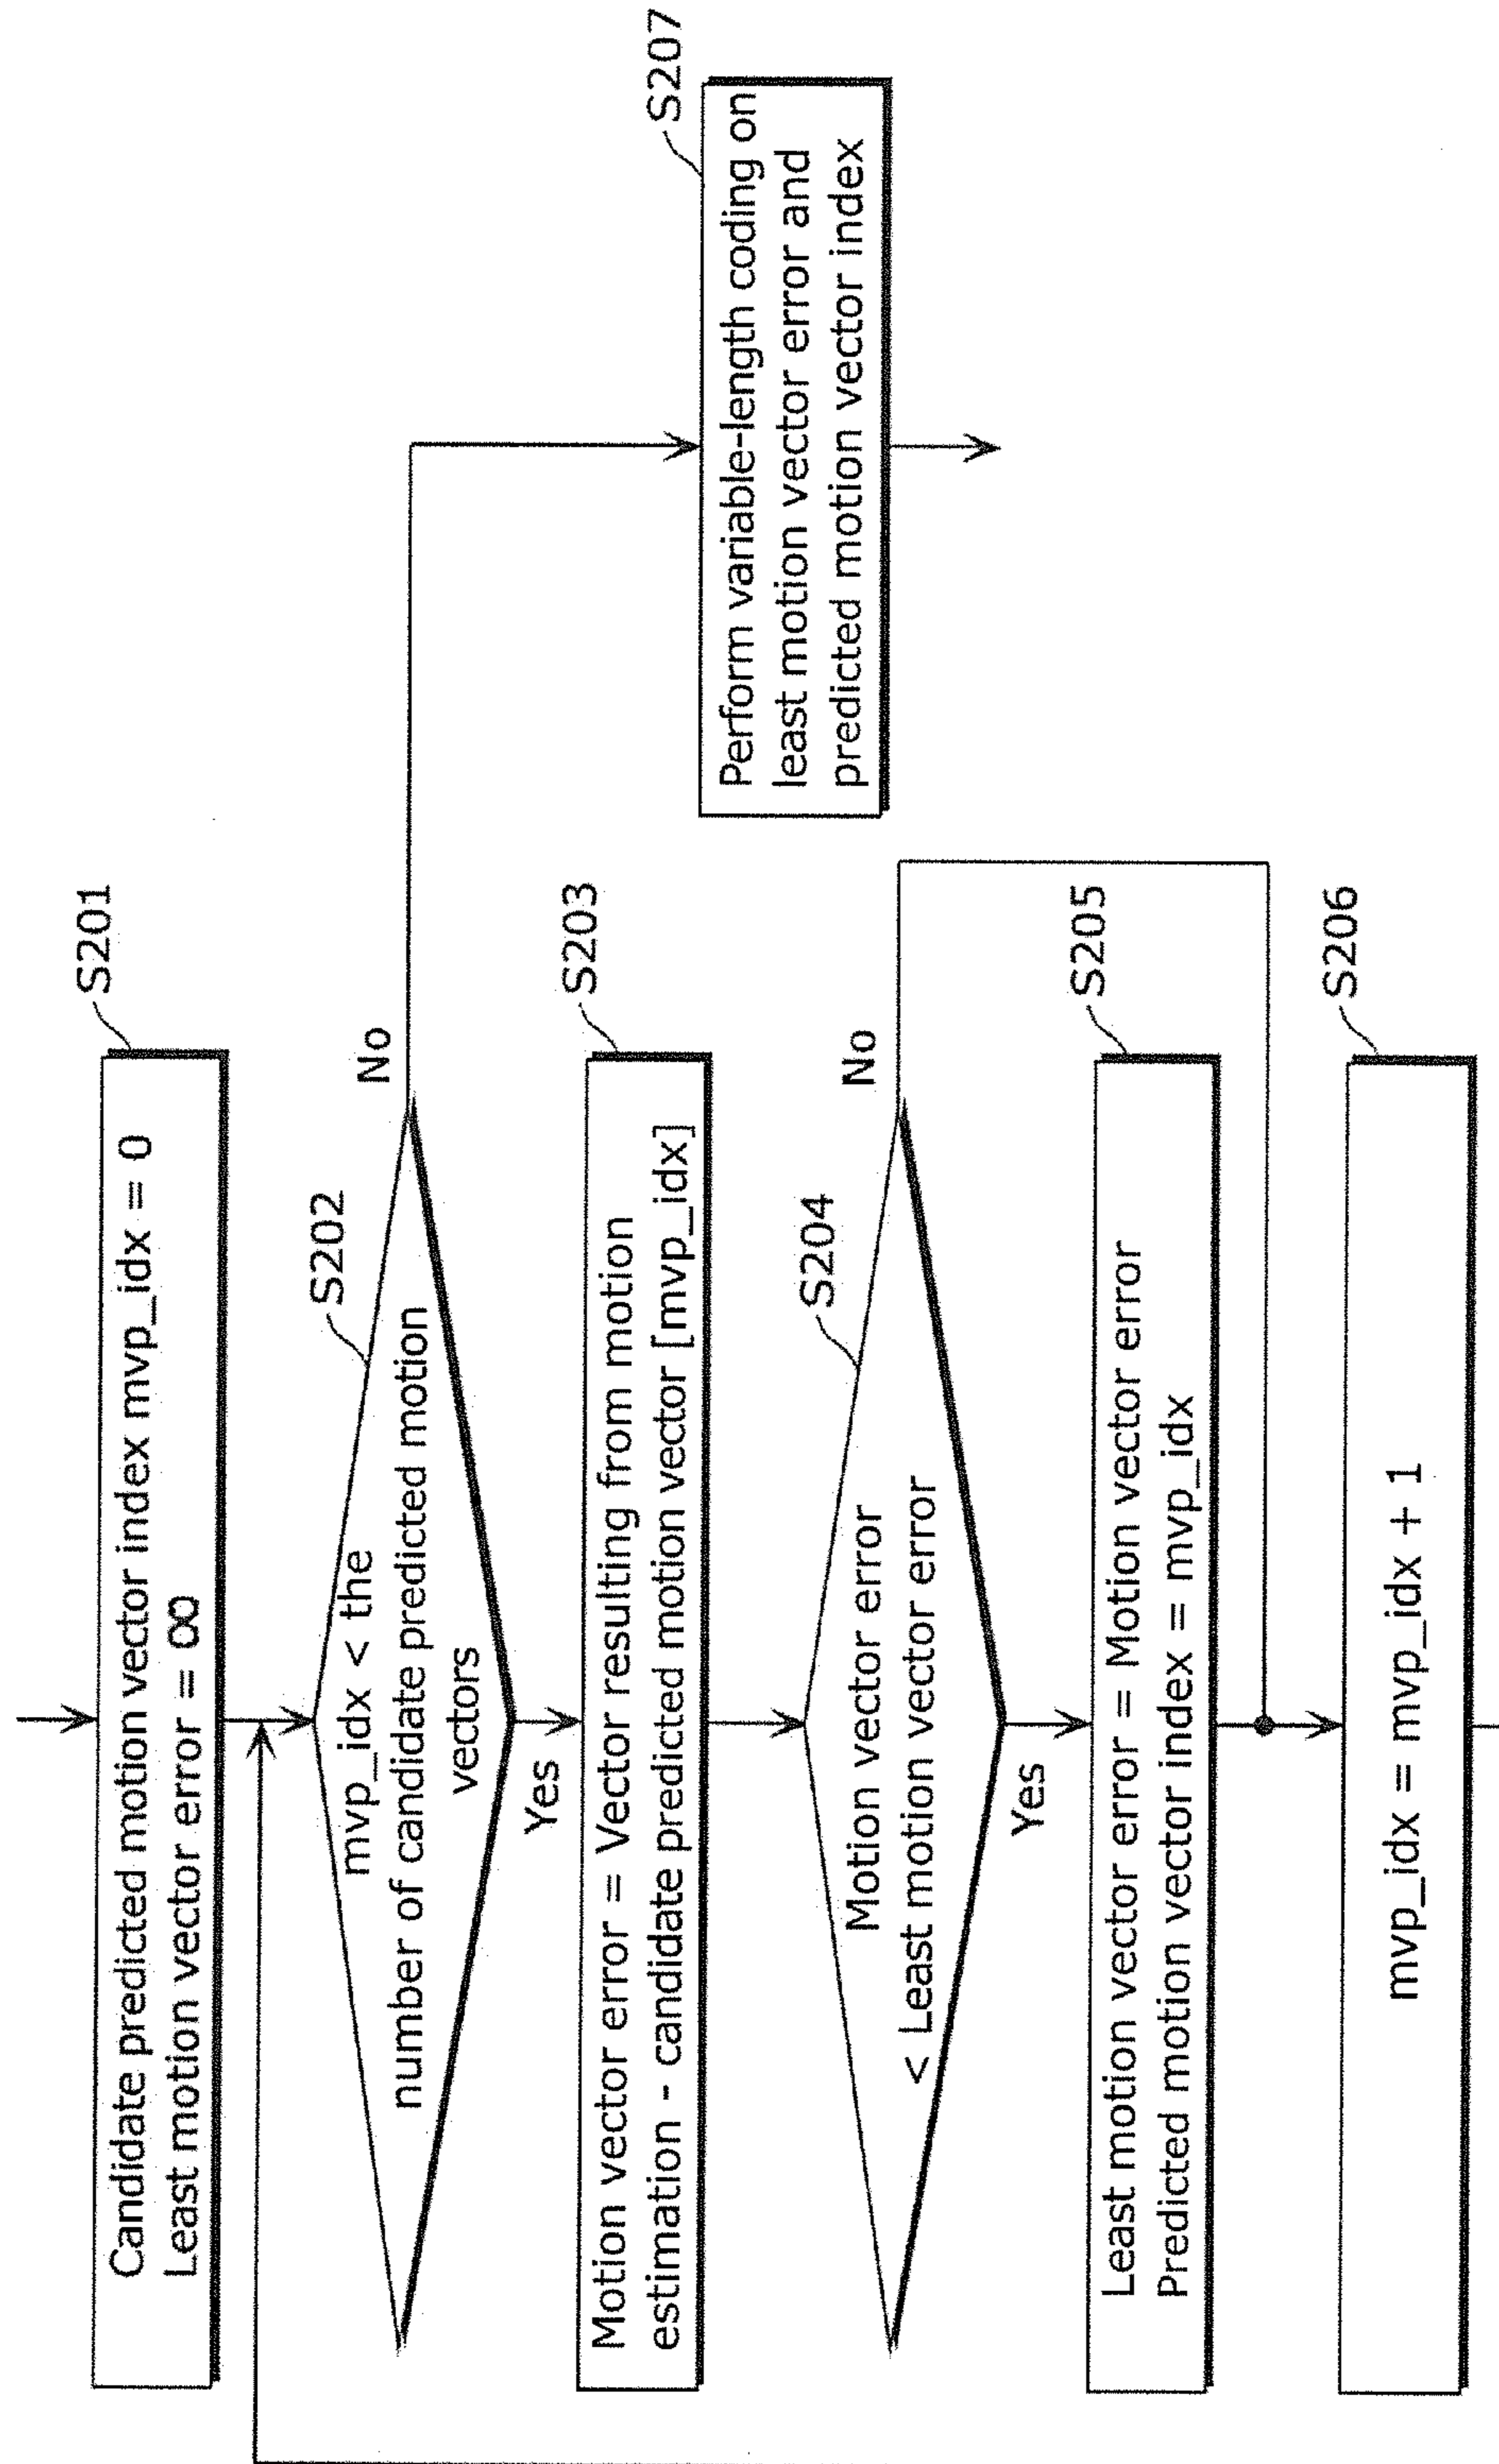 S201
Candidate predicted motion vector index mvp_idx = 0
Least motion vector error = ∞
S202
mvp_idx < the
number of candidate predicted motion
vectors
No
Yes
S203
Motion vector error = Vector resulting from motion
estimation - candidate predicted motion vector [mvp_idx]
S204
Motion vector error
< Least motion vector error
No
Yes
S205
Least motion vector error = Motion vector error
Predicted motion vector index = mvp_idx
S206
mvp_idx = mvp_idx + 1
S207
Perform variable-length coding on
least motion vector error and
predicted motion vector index